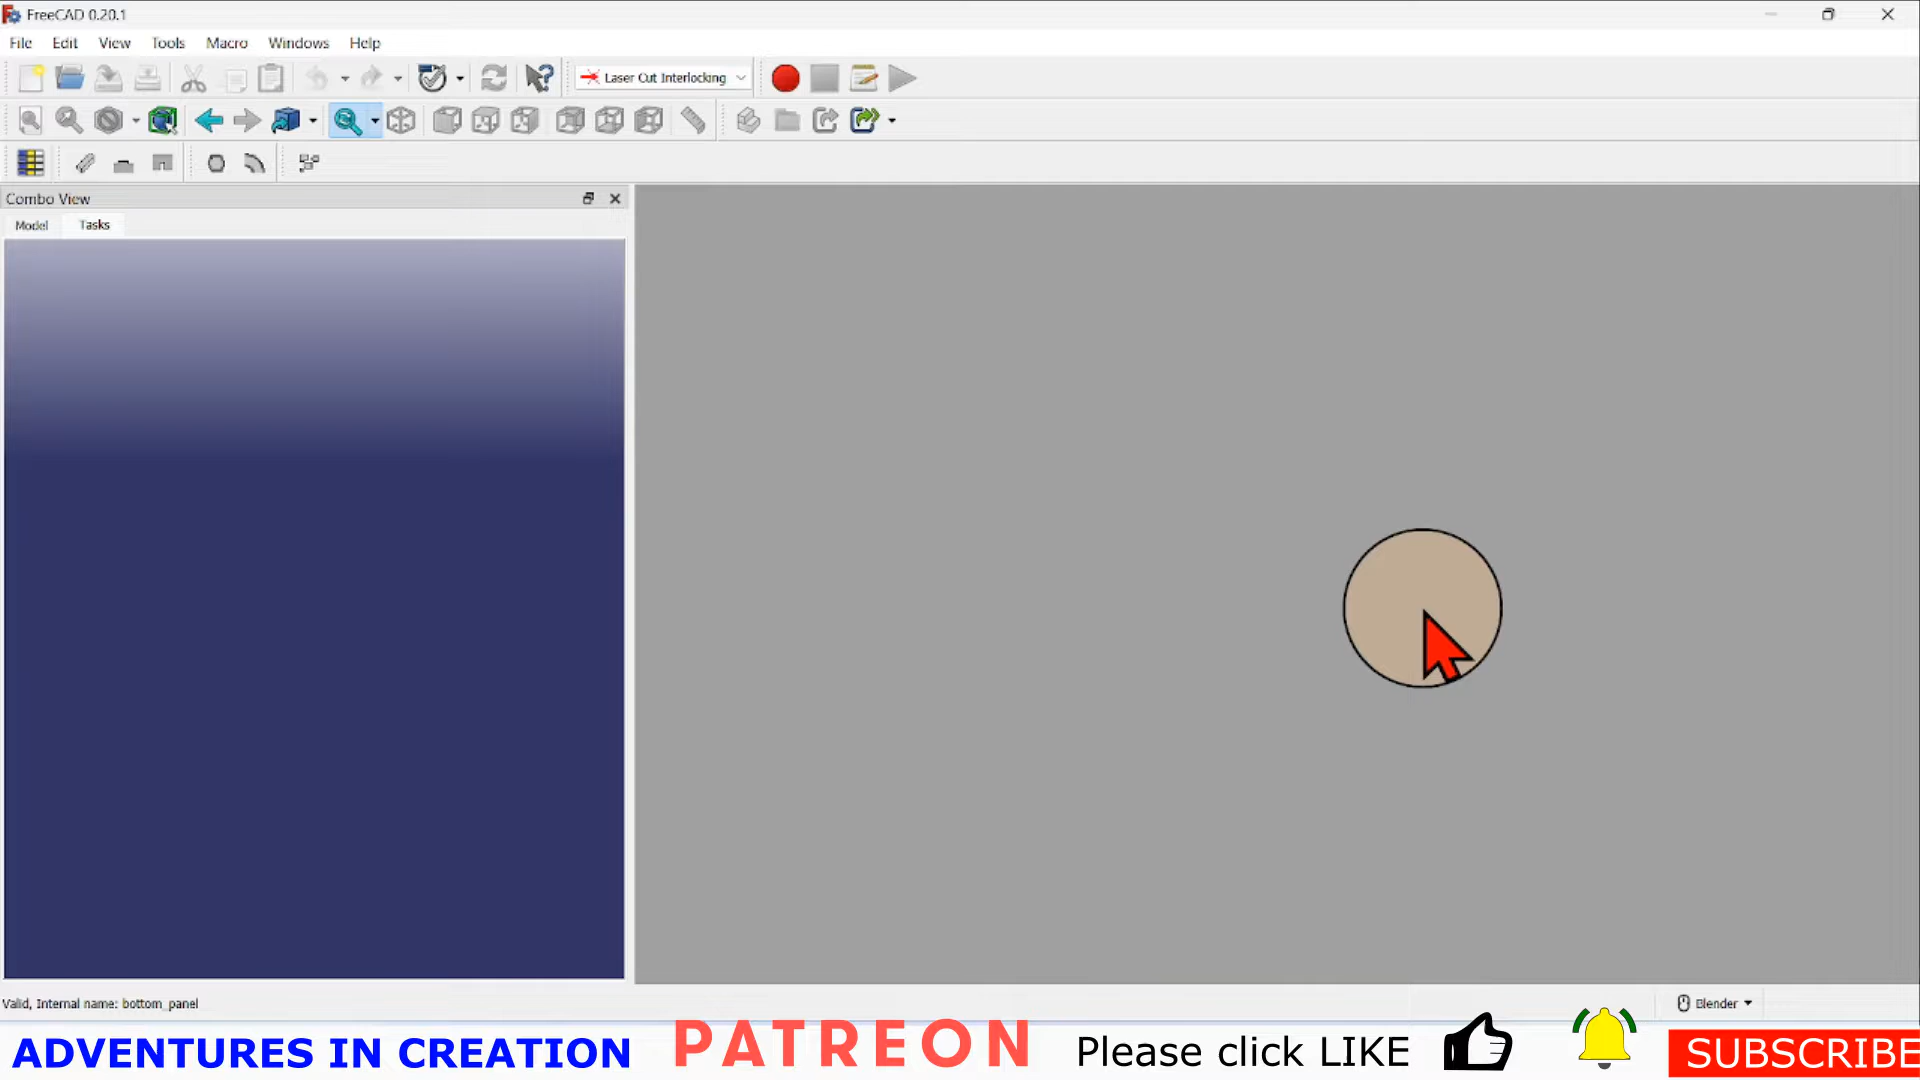 FreeCAD 0.20.1
File Edit View Tools Macro Windows Help
Laser Cut Interlocking
Combo View
Model Tasks
Valid, Internal name: bottom_panel
Blender
ADVENTURES IN CREATION PATREON Please click LIKE SUBSCRIBE